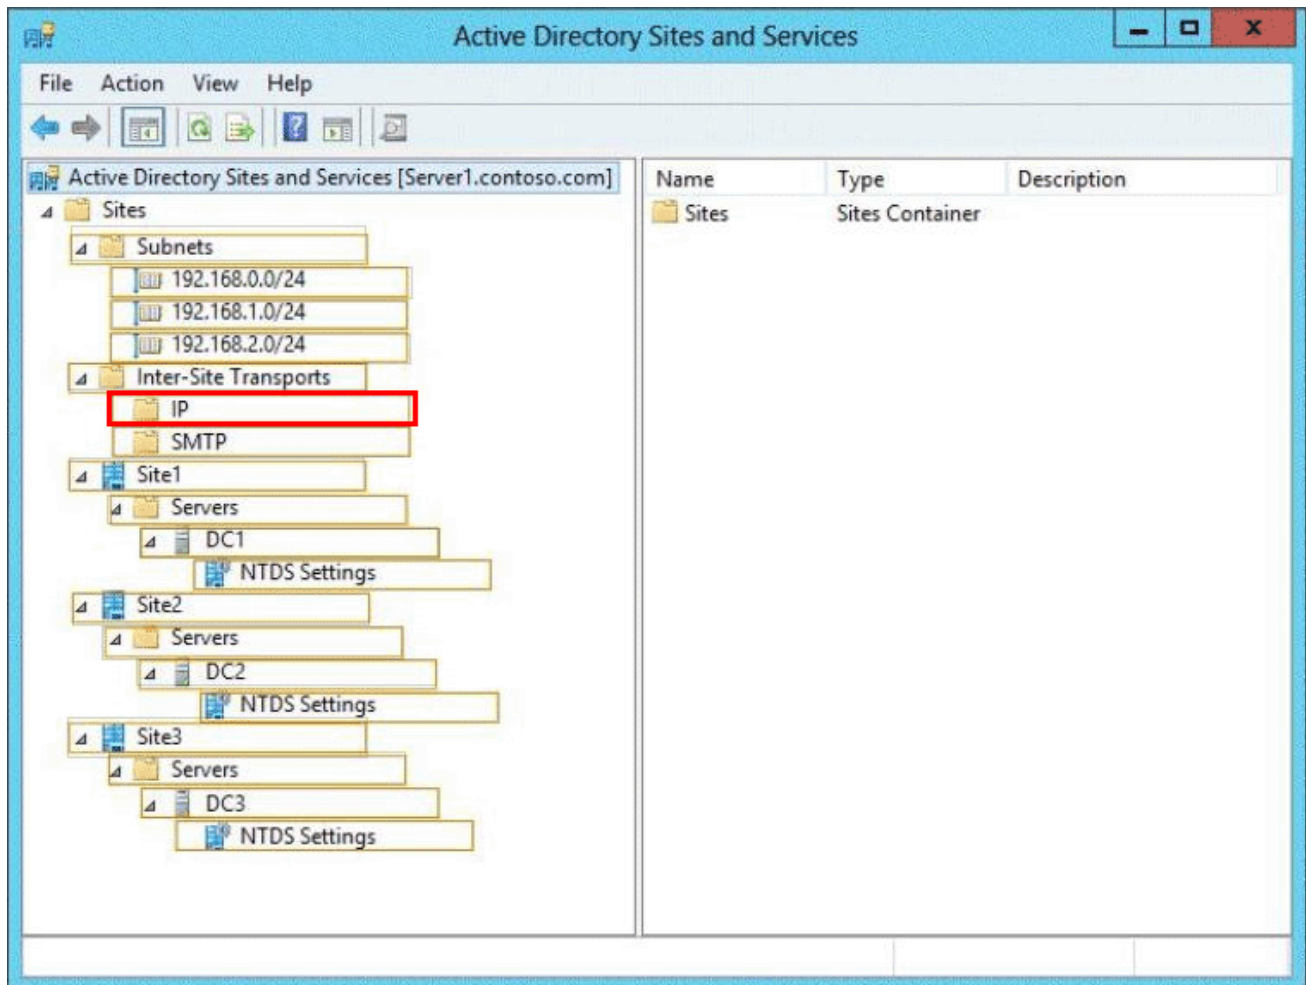 Active Directory Sites and Services
File Action View Help
Active Directory Sites and Services [Server1.contoso.com]
Sites
Subnets
192.168.0.0/24
192.168.1.0/24
192.168.2.0/24
Inter-Site Transports
IP
SMTP
Site1
Servers
DC1
NTDS Settings
Site2
Servers
DC2
NTDS Settings
Site3
Servers
DC3
NTDS Settings
Name Type Description
Sites Sites Container